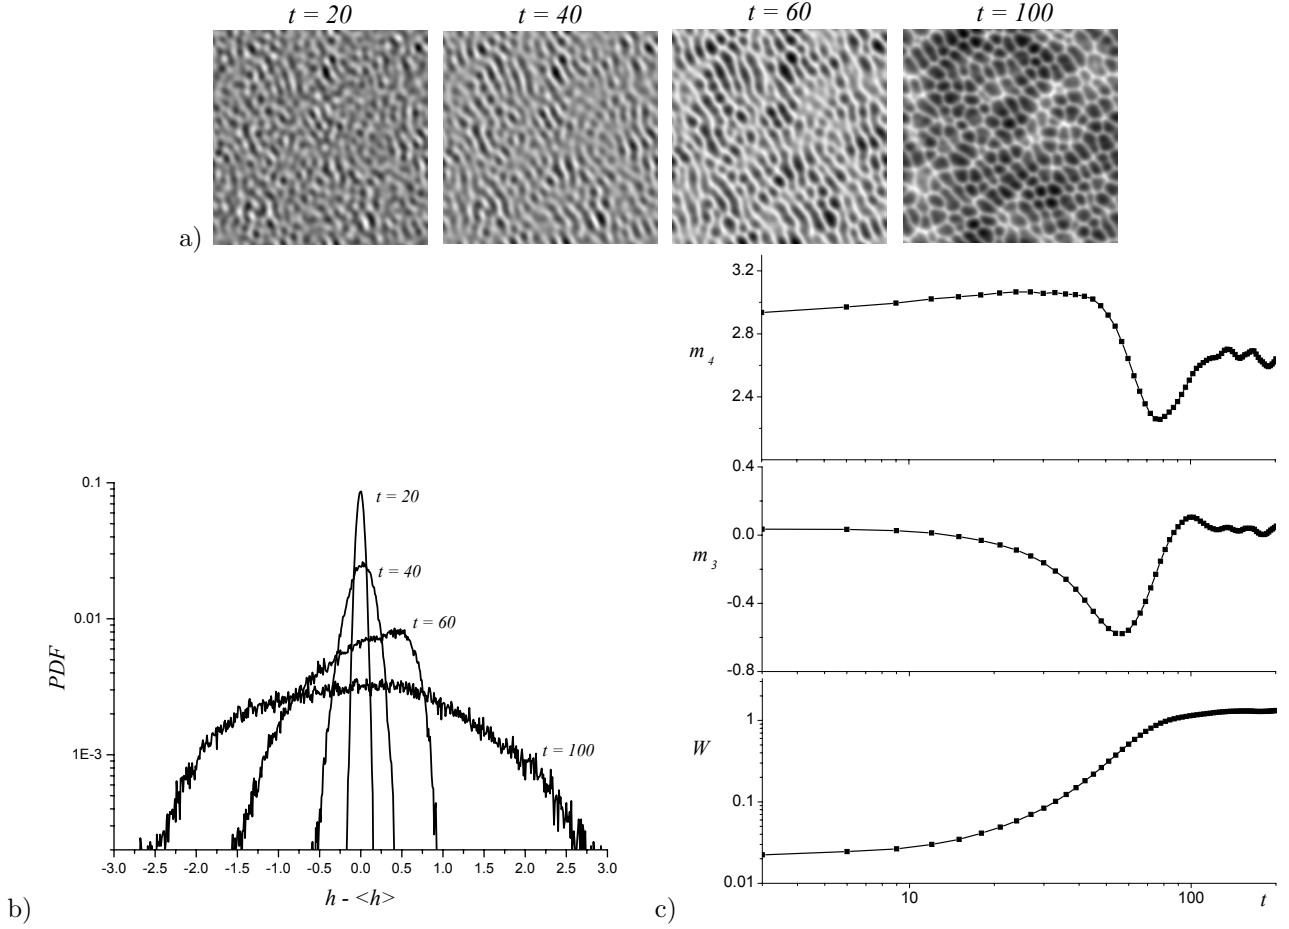 t = 20 t = 40 t = 60 t = 100
a)
3.2
2.8
m4
2.4
0.4
0.0
m3
-0.4
-0.8
1
W
0.1
0.01
10 100 t
c)
0.1
t = 20
t = 40
0.01
t = 60
PDF
1E-3
t = 100
-3.0 -2.5 -2.0 -1.5 -1.0 -0.5 0.0 0.5 1.0 1.5 2.0 2.5 3.0
h - <h>
b)